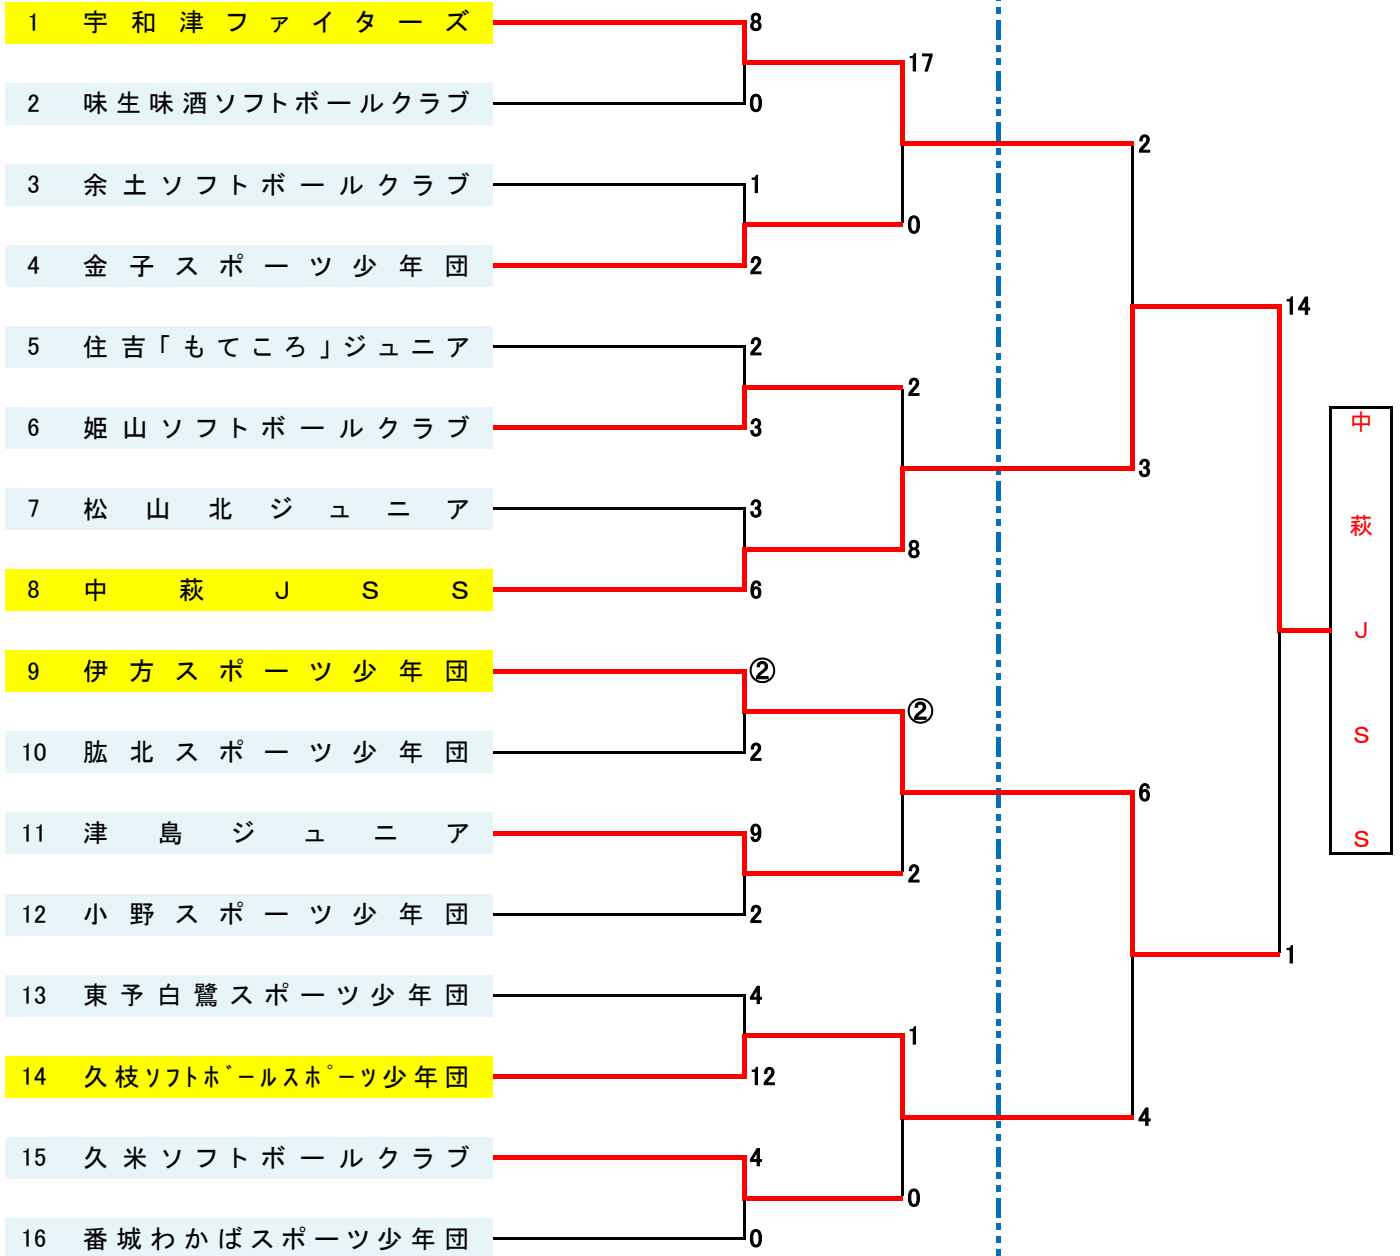 1 宇和津ファイターズ 8
17
2 味生味酒ソフトボールクラブ 0
2
3 余土ソフトボールクラブ 1
0
4 金子スポーツ少年団 2
14
5 住吉「もてころ」ジュニア 2
2
6 姫山ソフトボールクラブ 3
3
7 松山北ジュニア 3
8
8 中萩JSS 6
中萩JSS
9 伊方スポーツ少年団 ②
②
10 肱北スポーツ少年団 2
6
11 津島ジュニア 9
2
12 小野スポーツ少年団 2
1
13 東予白鷺スポーツ少年団 4
1
14 久枝ソフトボールスポーツ少年団 12
4
15 久米ソフトボールクラブ 4
0
16 番城わかばスポーツ少年団 0